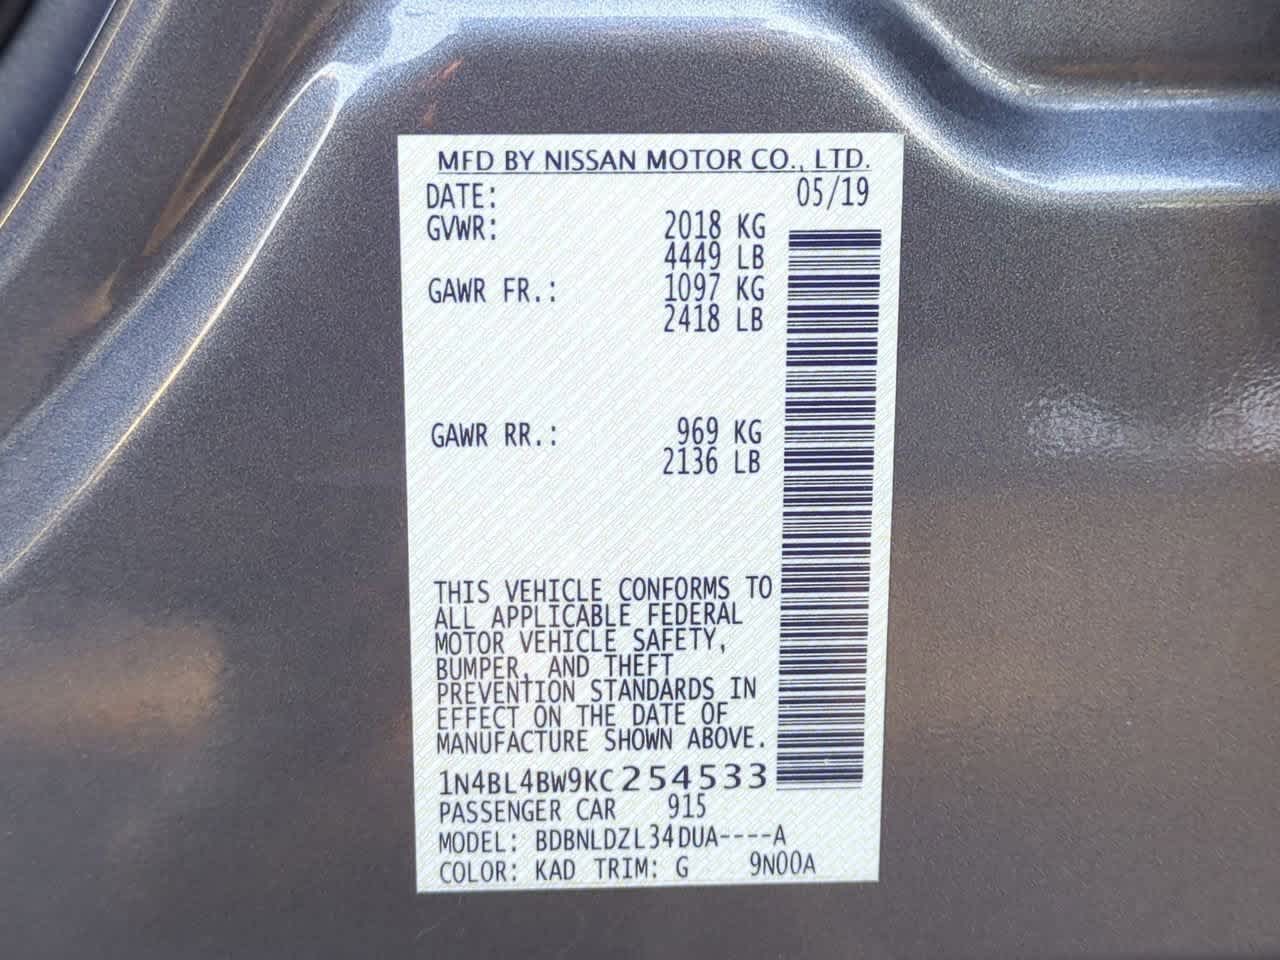 MFD BY NISSAN MOTOR CO., LTD.
DATE: 05/19
GVWR: 2018 KG
4449 LB
GAWR FR.: 1097 KG
2418 LB
GAWR RR.: 969 KG
2136 LB
THIS VEHICLE CONFORMS TO
ALL APPLICABLE FEDERAL
MOTOR VEHICLE SAFETY,
BUMPER, AND THEFT
PREVENTION STANDARDS IN
EFFECT ON THE DATE OF
MANUFACTURE SHOWN ABOVE.
1N4BL4BW9KC254533
PASSENGER CAR 915
MODEL: BDBNLDZL34DUA----A
COLOR: KAD TRIM: G 9N00A